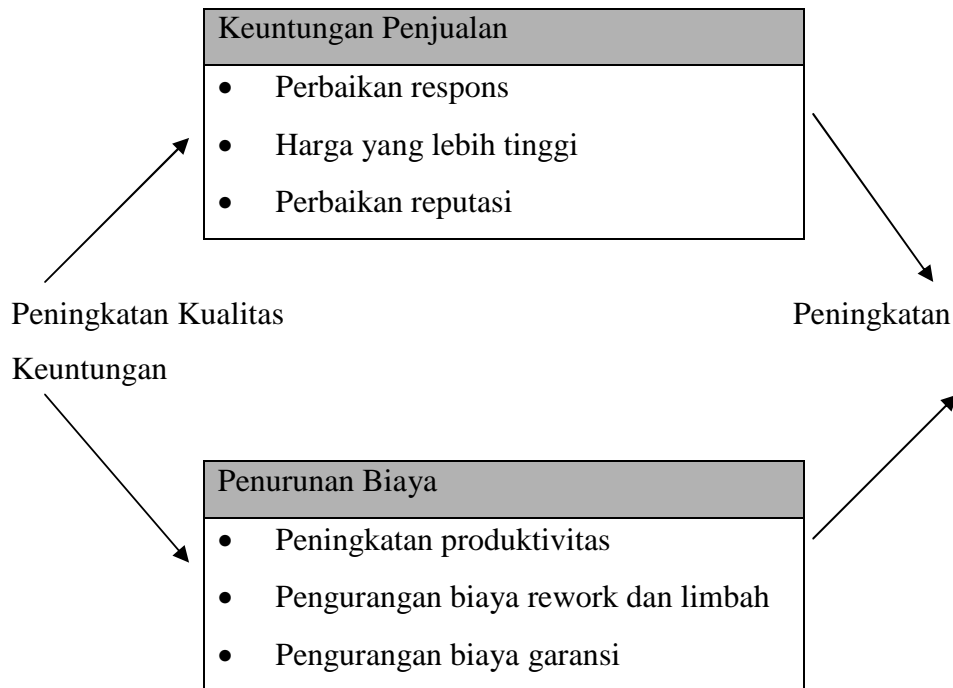 Keuntungan Penjualan
• Perbaikan respons
• Harga yang lebih tinggi
• Perbaikan reputasi
Peningkatan Kualitas Peningkatan
Keuntungan
Penurunan Biaya
• Peningkatan produktivitas
• Pengurangan biaya rework dan limbah
• Pengurangan biaya garansi